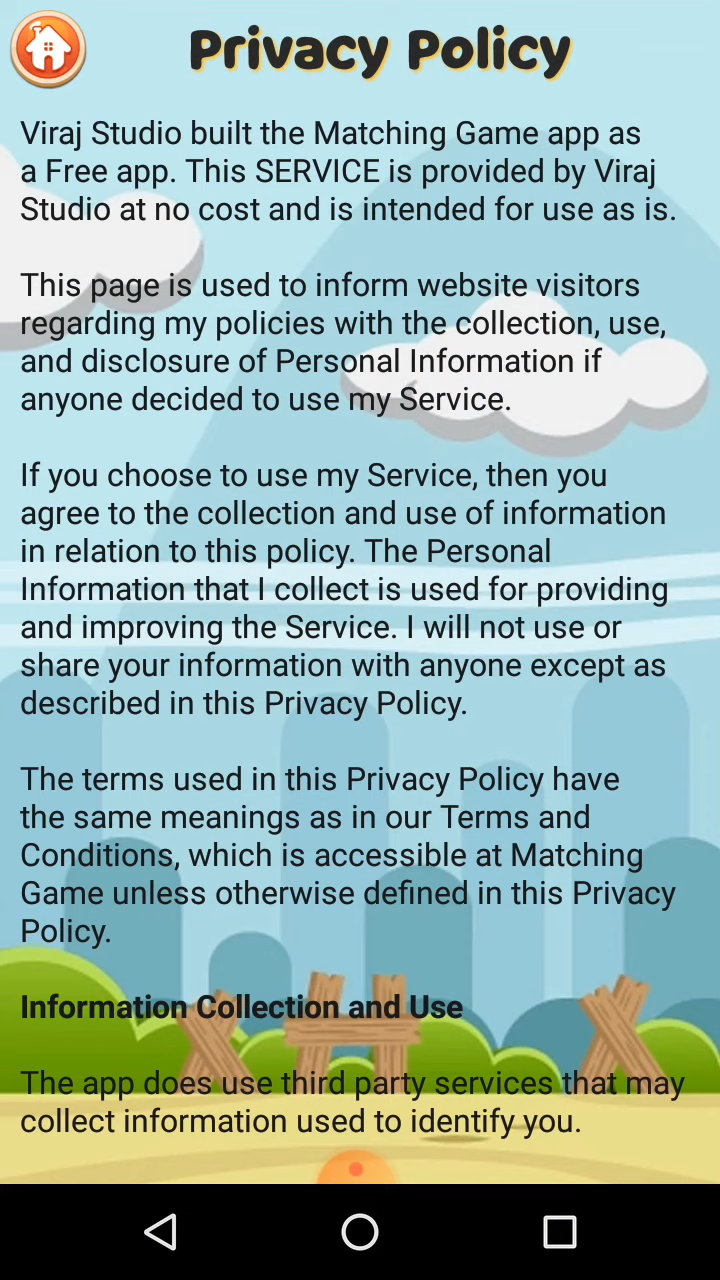 Privacy Policy
Viraj Studio built the Matching Game app as
a Free app. This SERVICE is provided by Viraj
Studio at no cost and is intended for use as is.
This page is used to inform website visitors
regarding my policies with the collection, use,
and disclosure of Personal Information if
anyone decided to use my Service.
If you choose to use my Service, then you
agree to the collection and use of information
in relation to this policy. The Personal
Information that I collect is used for providing
and improving the Service. I will not use or
share your information with anyone except as
described in this Privacy Policy.
The terms used in this Privacy Policy have
the same meanings as in our Terms and
Conditions, which is accessible at Matching
Game unless otherwise defined in this Privacy
Policy.
Information Collection and Use
The app does use third party services that may
collect information used to identify you.